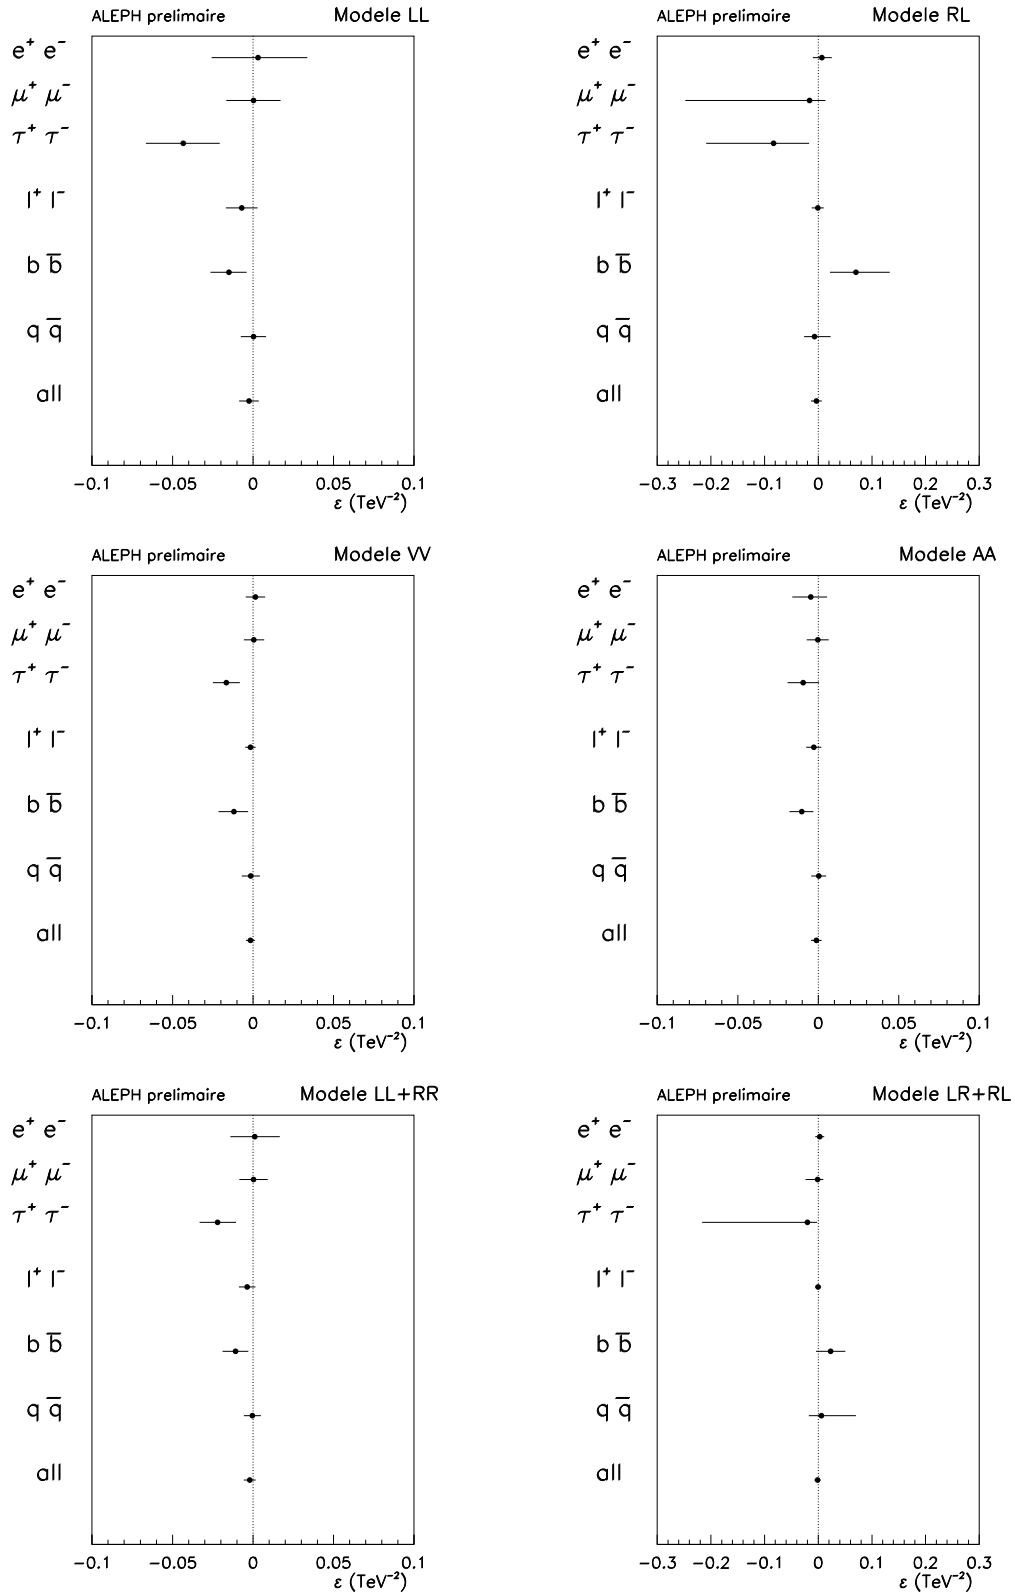 ALEPH prelimaire Modele LL
e⁺ e⁻
μ⁺ μ⁻
τ⁺ τ⁻
l⁺ l⁻
b b̅
q q̅
all
−0.1 −0.05 0 0.05 0.1
ε (TeV⁻²)
ALEPH prelimaire Modele RL
e⁺ e⁻
μ⁺ μ⁻
τ⁺ τ⁻
l⁺ l⁻
b b̅
q q̅
all
−0.3 −0.2 −0.1 0 0.1 0.2 0.3
ε (TeV⁻²)
ALEPH prelimaire Modele VV
e⁺ e⁻
μ⁺ μ⁻
τ⁺ τ⁻
l⁺ l⁻
b b̅
q q̅
all
−0.1 −0.05 0 0.05 0.1
ε (TeV⁻²)
ALEPH prelimaire Modele AA
e⁺ e⁻
μ⁺ μ⁻
τ⁺ τ⁻
l⁺ l⁻
b b̅
q q̅
all
−0.1 −0.05 0 0.05 0.1
ε (TeV⁻²)
ALEPH prelimaire Modele LL+RR
e⁺ e⁻
μ⁺ μ⁻
τ⁺ τ⁻
l⁺ l⁻
b b̅
q q̅
all
−0.1 −0.05 0 0.05 0.1
ε (TeV⁻²)
ALEPH prelimaire Modele LR+RL
e⁺ e⁻
μ⁺ μ⁻
τ⁺ τ⁻
l⁺ l⁻
b b̅
q q̅
all
−0.3 −0.2 −0.1 0 0.1 0.2 0.3
ε (TeV⁻²)